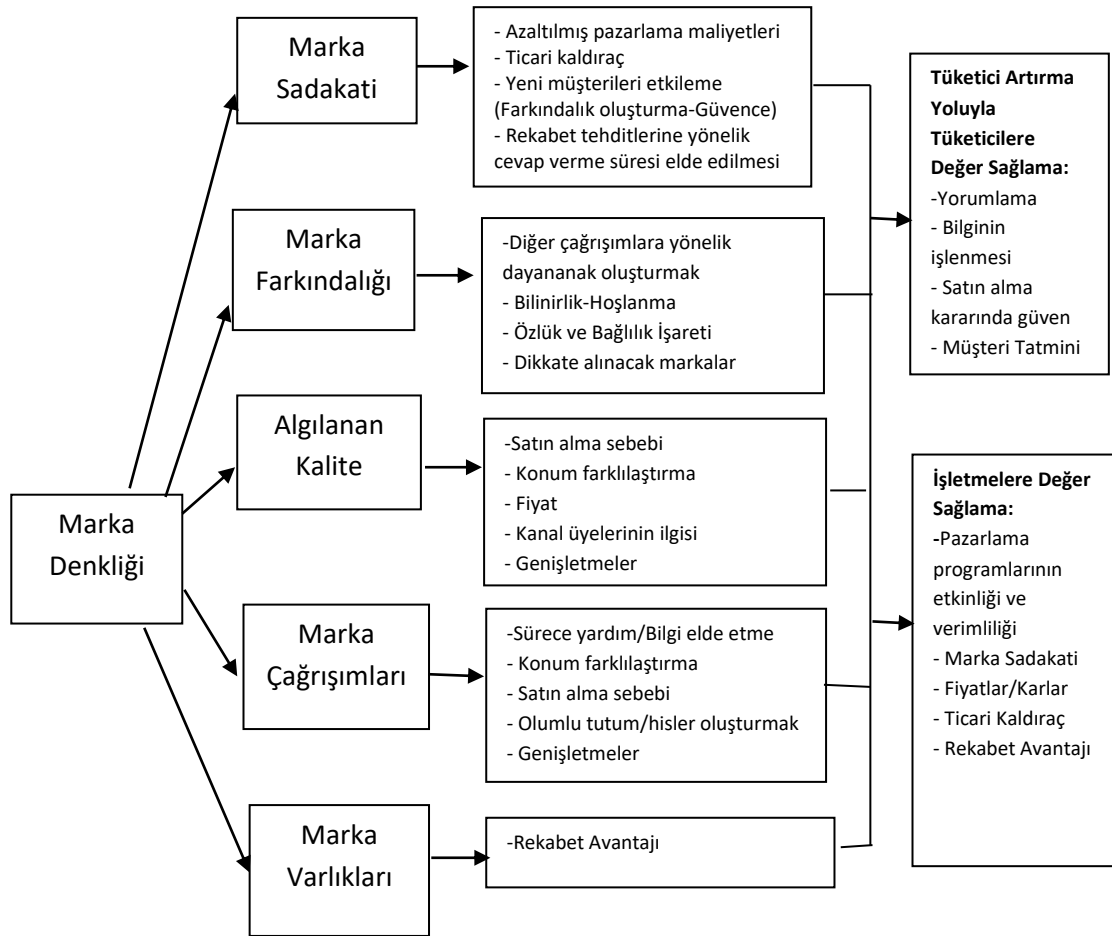 Marka
Denkliği
Marka
Sadakati
- Azaltılmış pazarlama maliyetleri
- Ticari kaldıraç
- Yeni müşterileri etkileme
(Farkındalık oluşturma-Güvence)
- Rekabet tehditlerine yönelik
cevap verme süresi elde edilmesi
Marka
Farkındalığı
-Diğer çağrışımlara yönelik
dayananak oluşturmak
- Bilinirlik-Hoşlanma
- Özlük ve Bağlılık İşareti
- Dikkate alınacak markalar
Algılanan
Kalite
-Satın alma sebebi
- Konum farklılaştırma
- Fiyat
- Kanal üyelerinin ilgisi
- Genişletmeler
Marka
Çağrışımları
-Sürece yardım/Bilgi elde etme
- Konum farklılaştırma
- Satın alma sebebi
- Olumlu tutum/hisler oluşturmak
- Genişletmeler
Marka
Varlıkları
-Rekabet Avantajı
Tüketici Artırma
Yoluyla
Tüketicilere
Değer Sağlama:
-Yorumlama
- Bilginin
işlenmesi
- Satın alma
kararında güven
- Müşteri Tatmini
İşletmelere Değer
Sağlama:
-Pazarlama
programlarının
etkinliği ve
verimliliği
- Marka Sadakati
- Fiyatlar/Karlar
- Ticari Kaldıraç
- Rekabet Avantajı